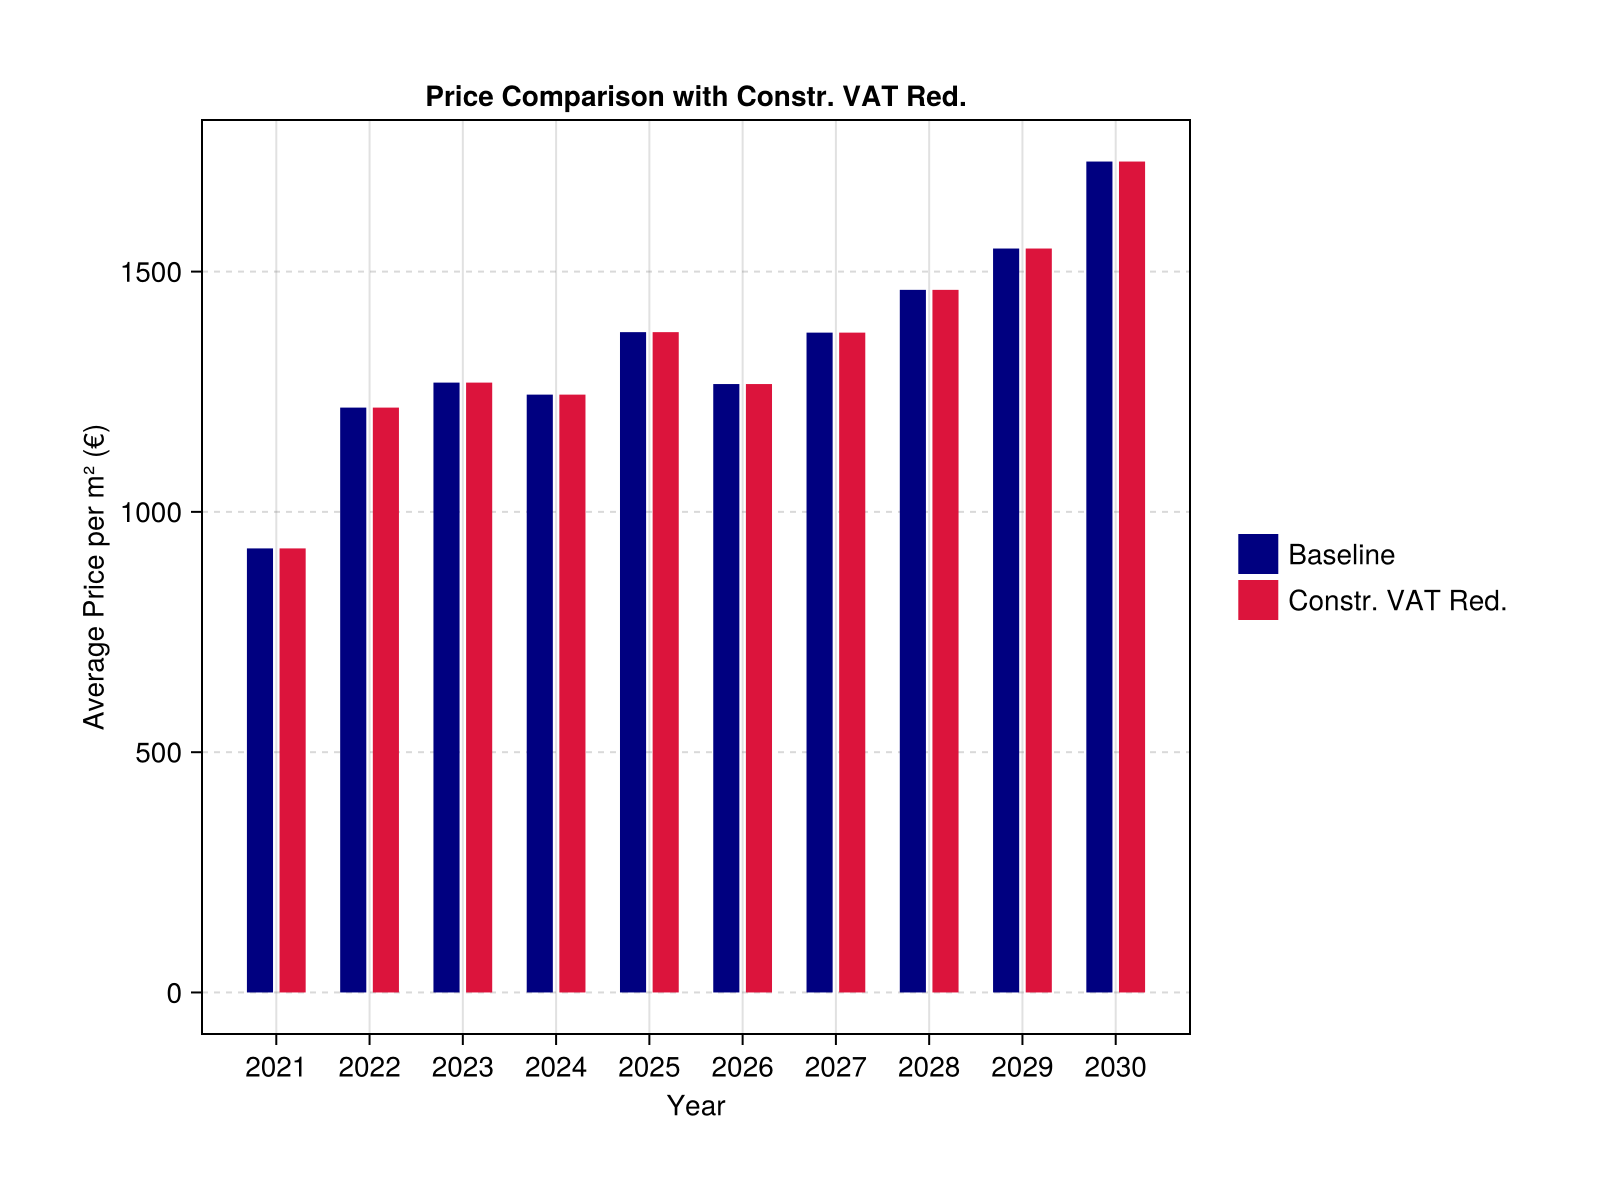 Price Comparison with Constr. VAT Red.
Average Price per m² (€)
1500
1000
500
0
2021 2022 2023 2024 2025 2026 2027 2028 2029 2030
Year
Baseline
Constr. VAT Red.